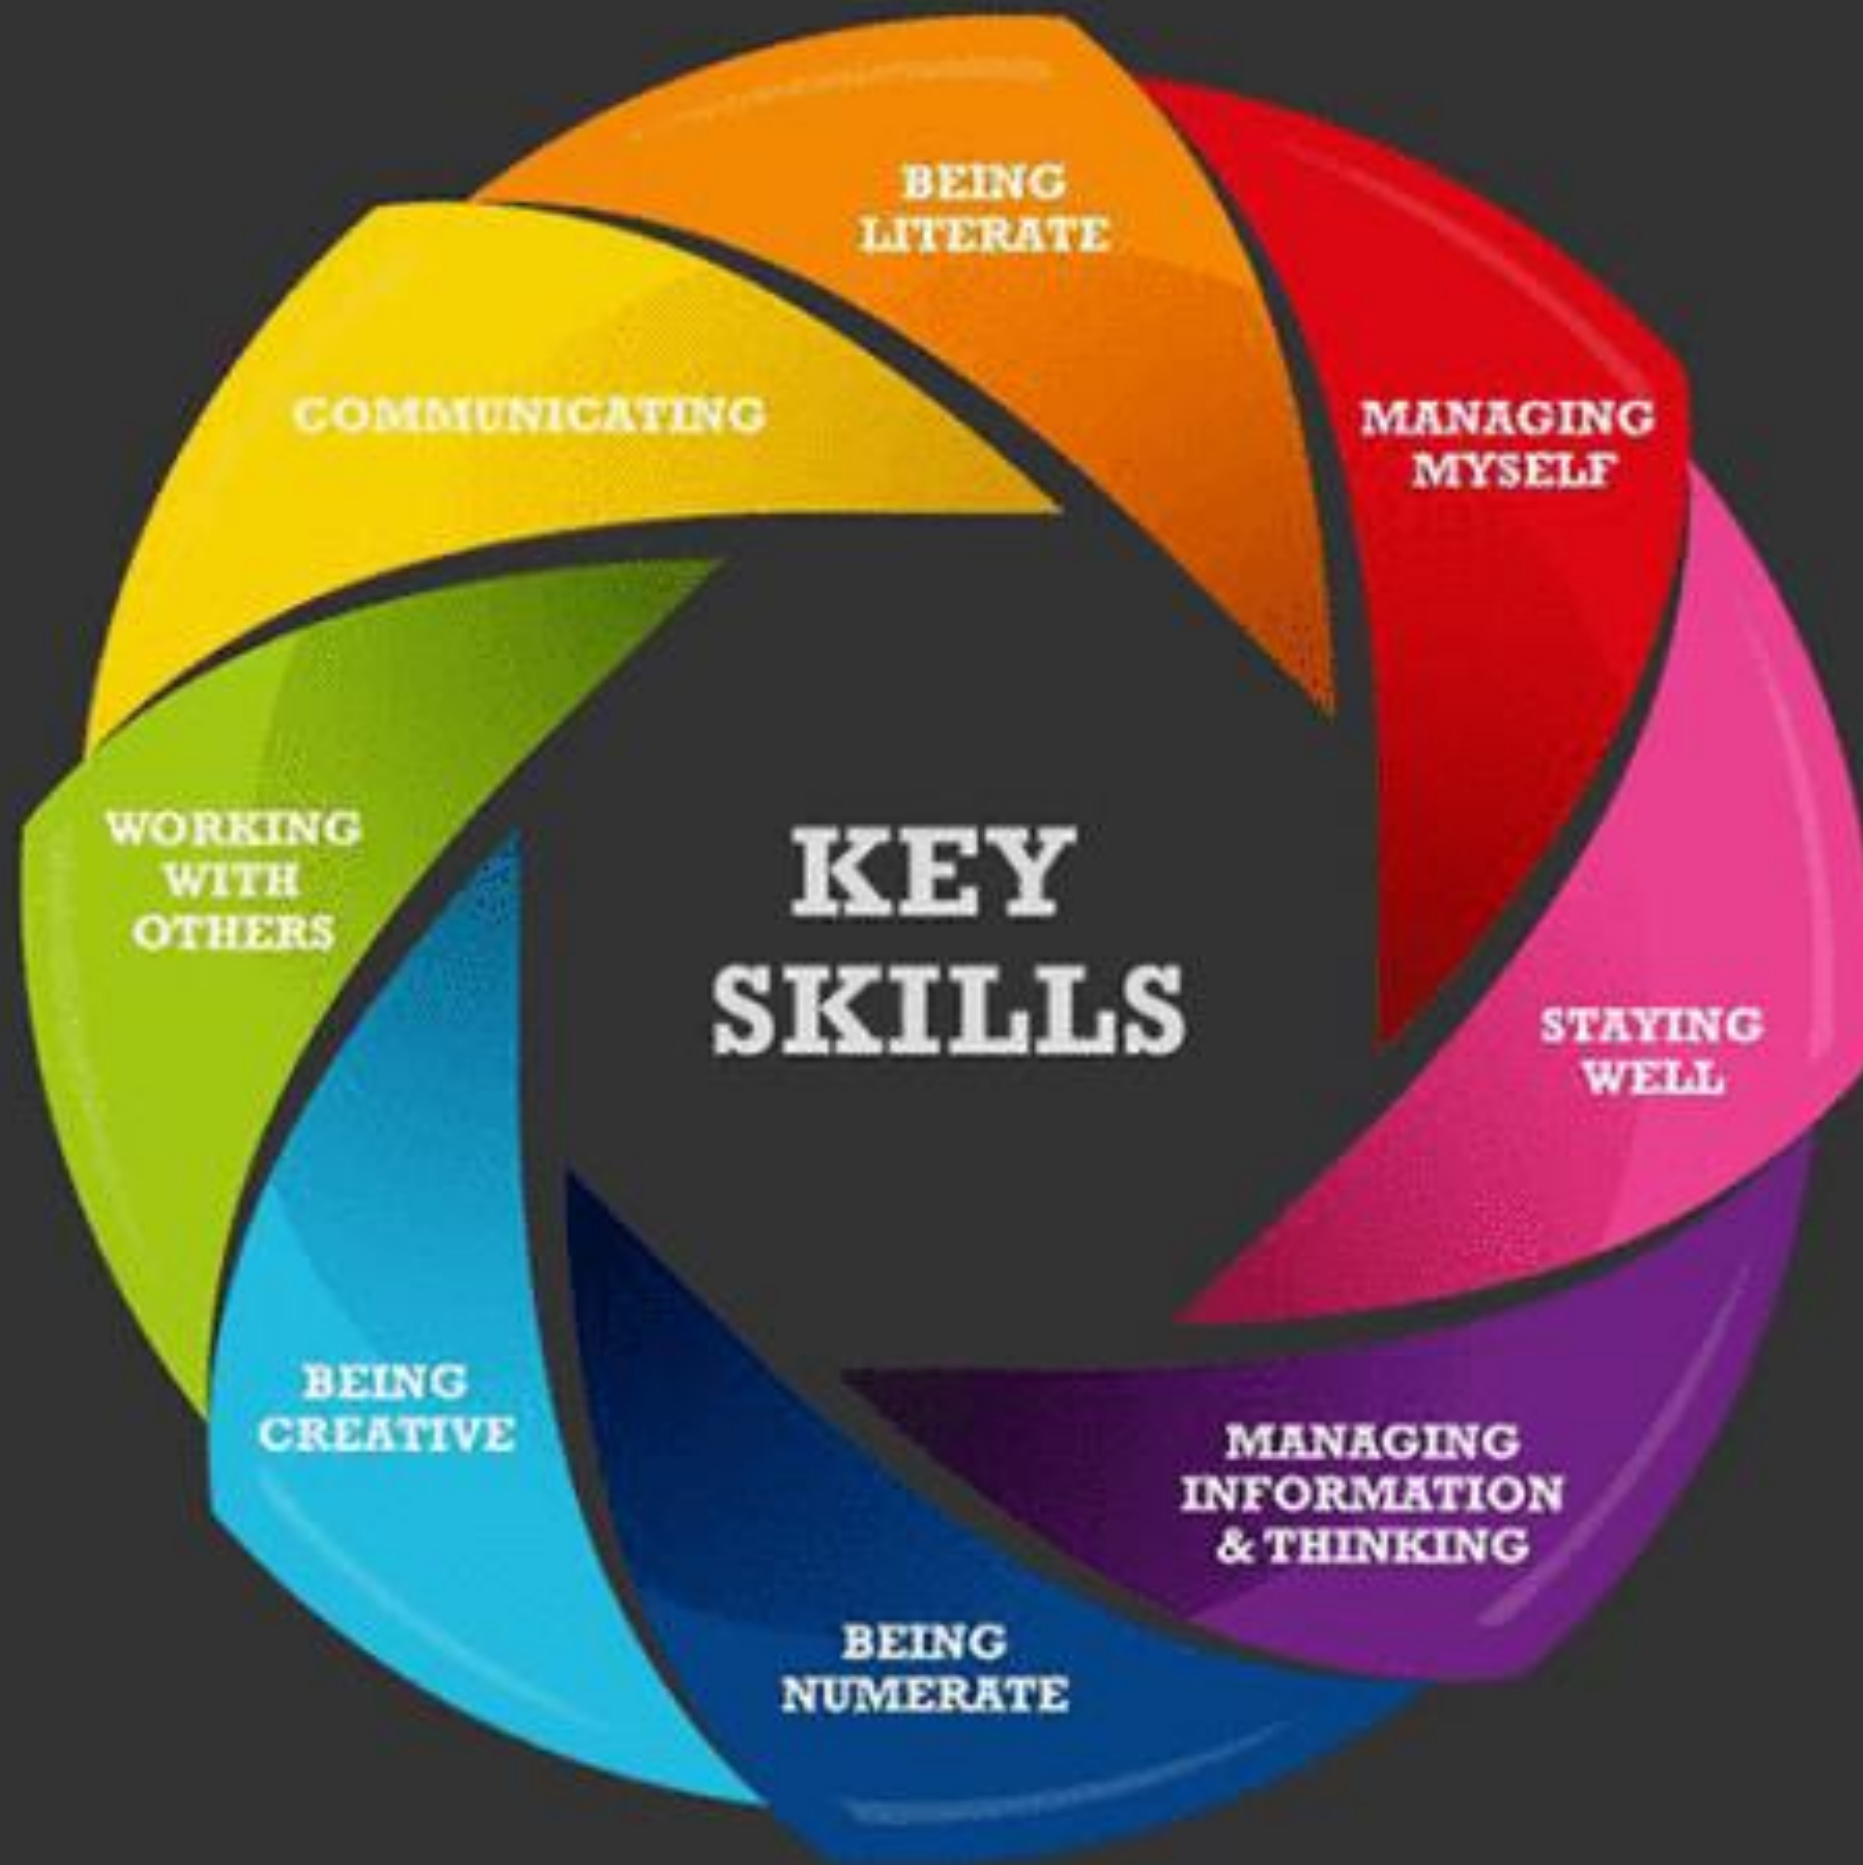 BEING
LITERATE
MANAGING
MYSELF
STAYING
WELL
MANAGING
INFORMATION
& THINKING
BEING
NUMERATE
BEING
CREATIVE
WORKING
WITH
OTHERS
COMMUNICATING
KEY
SKILLS